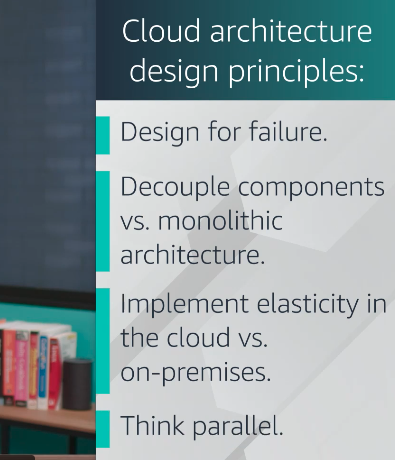 Cloud architecture
design principles:
Design for failure.
Decouple components
vs. monolithic
architecture.
Implement elasticity in
the cloud vs.
on-premises.
Think parallel.